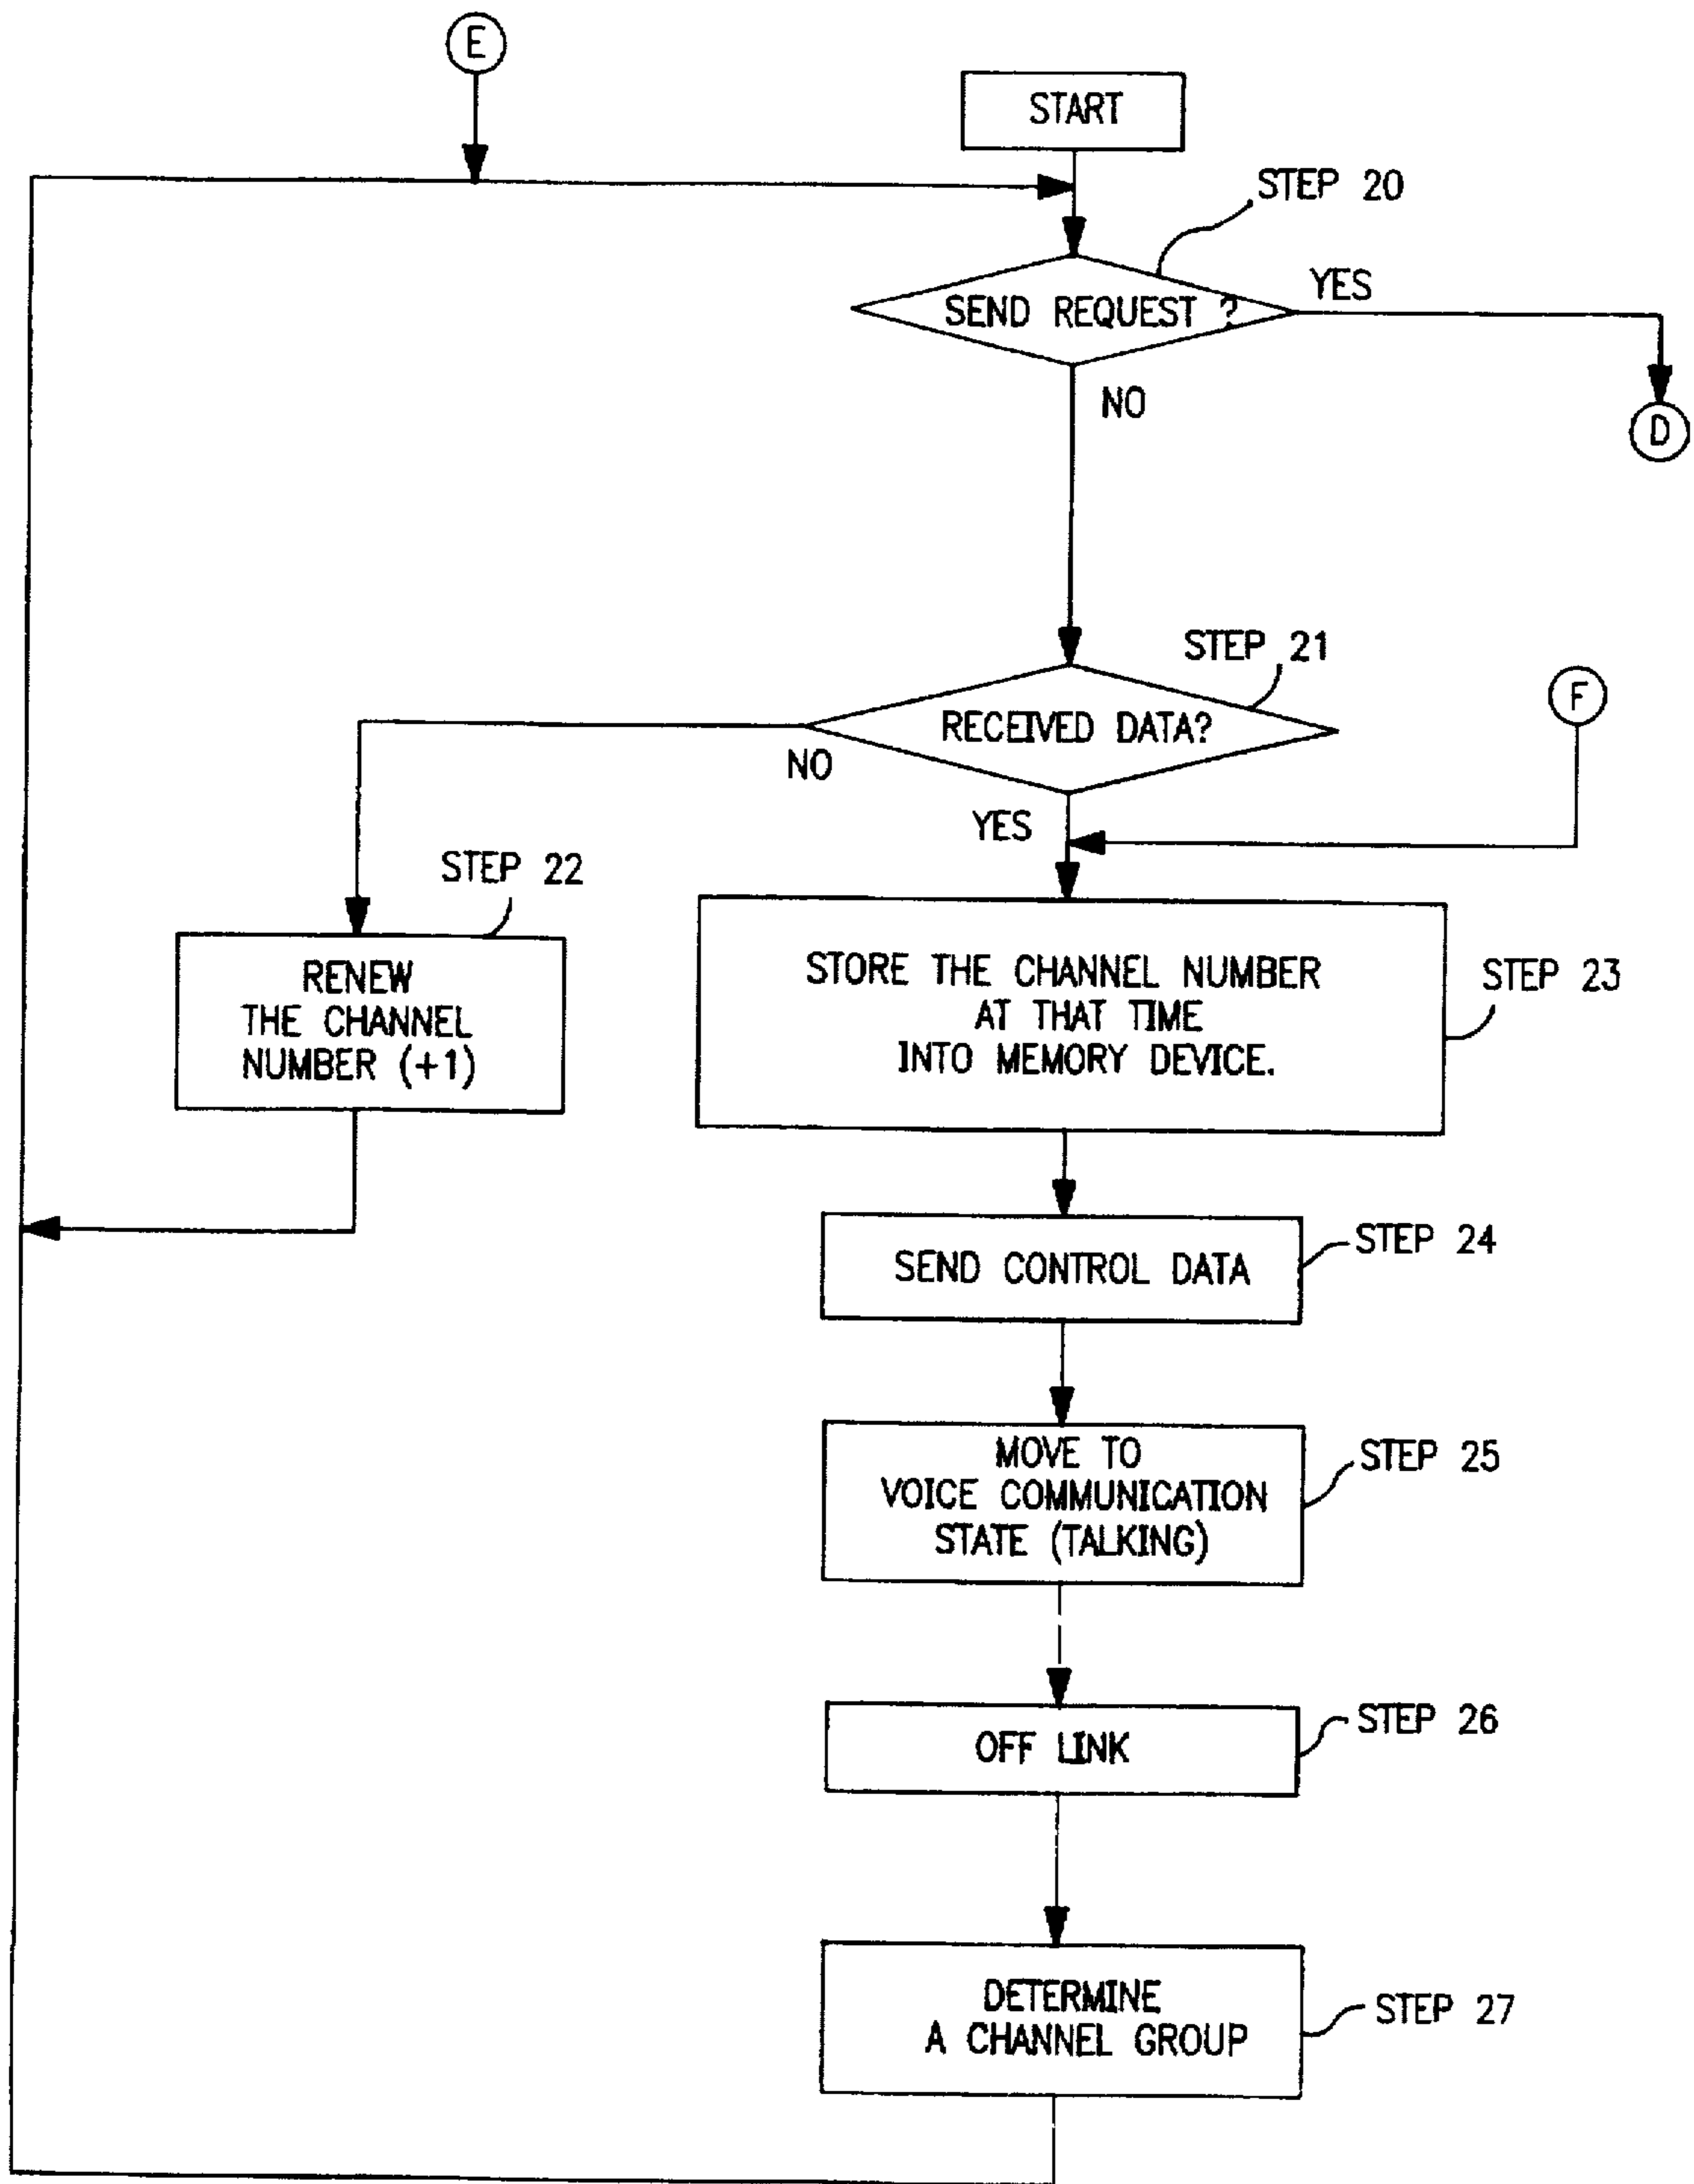 E
START
STEP 20
SEND REQUEST ?
YES
NO
D
STEP 21
RECEIVED DATA?
F
NO
YES
STEP 22
RENEW
THE CHANNEL
NUMBER (+1)
STORE THE CHANNEL NUMBER
AT THAT TIME
INTO MEMORY DEVICE.
STEP 23
SEND CONTROL DATA
STEP 24
MOVE TO
VOICE COMMUNICATION
STATE (TALKING)
STEP 25
OFF LINK
STEP 26
DETERMINE
A CHANNEL GROUP
STEP 27